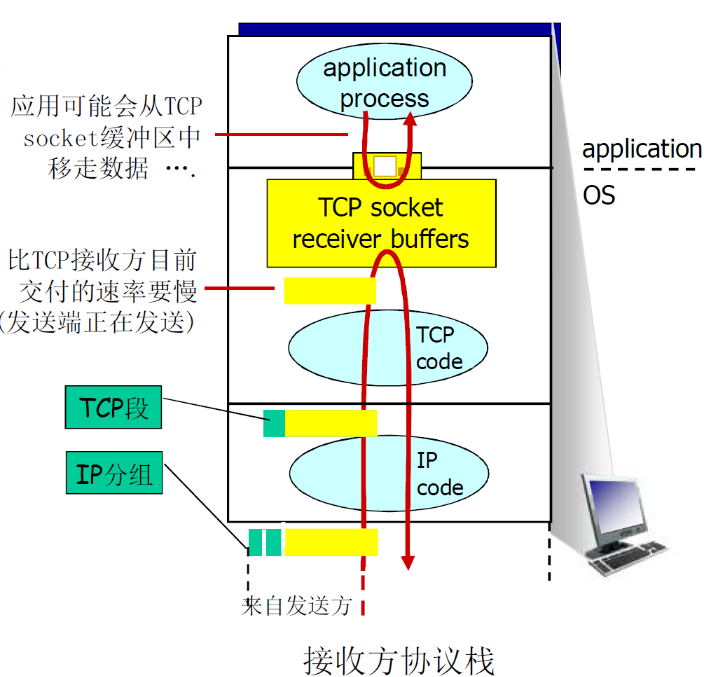 application
process
应用可能会从TCP
socket缓冲区中
移走数据 ….
application
OS
TCP socket
receiver buffers
比TCP接收方目前
交付的速率要慢
(发送端正在发送)
TCP
code
TCP段
IP分组
IP
code
来自发送方
接收方协议栈